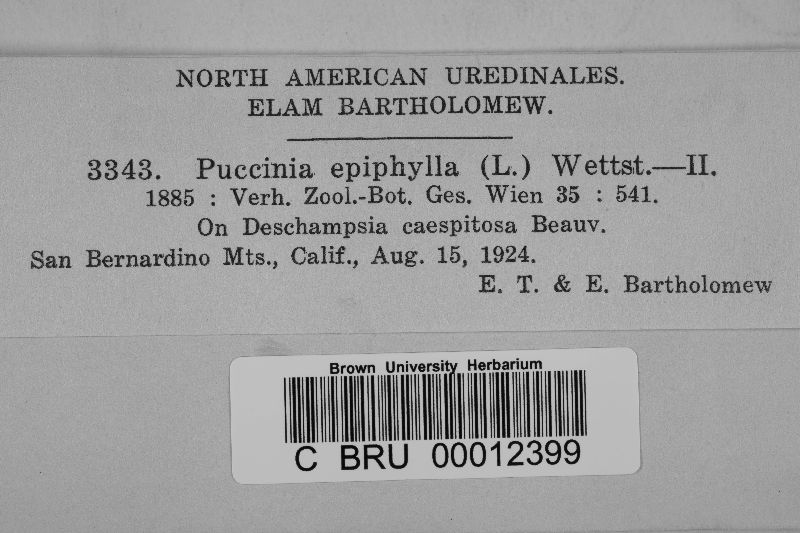 NORTH AMERICAN UREDINALES.
ELAM BARTHOLOMEW.
3343. Puccinia epiphylla (L.) Wettst.—II.
1885 : Verh. Zool.-Bot. Ges. Wien 35 : 541.
On Deschampsia caespitosa Beauv.
San Bernardino Mts., Calif., Aug. 15, 1924.
E. T. & E. Bartholomew
Brown University Herbarium
C BRU 00012399